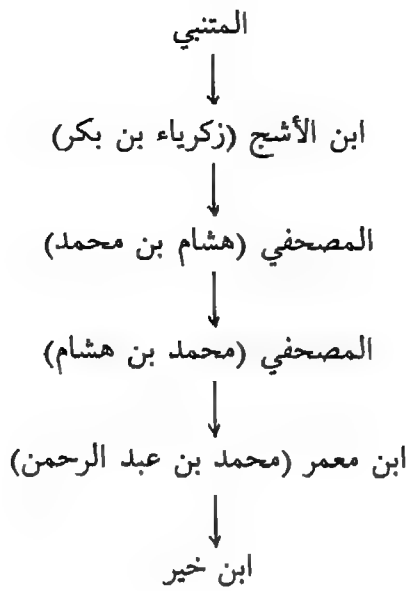 المتنبي
ابن الأشج (زكرياء بن بكر)
المصحفي (هشام بن محمد)
المصحفي (محمد بن هشام)
ابن معمر (محمد بن عبد الرحمن)
ابن خير